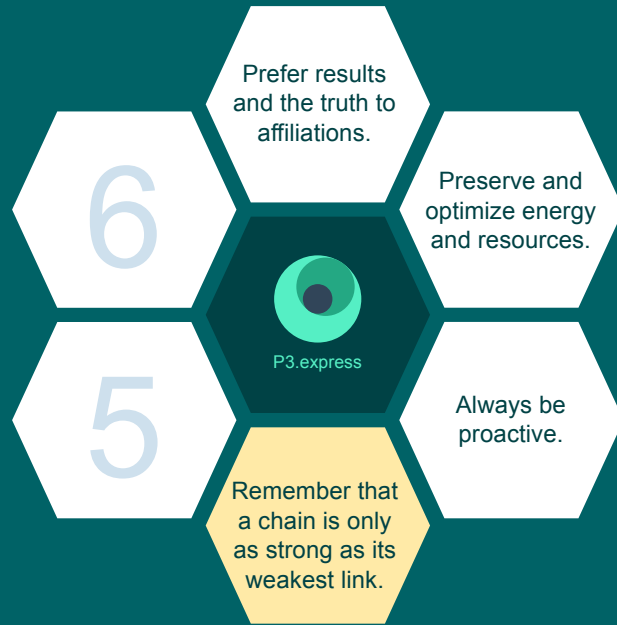 Prefer results
and the truth to
affiliations.
Preserve and
optimize energy
and resources.
Always be
proactive.
Remember that
a chain is only
as strong as its
weakest link.
5
6
P3.express